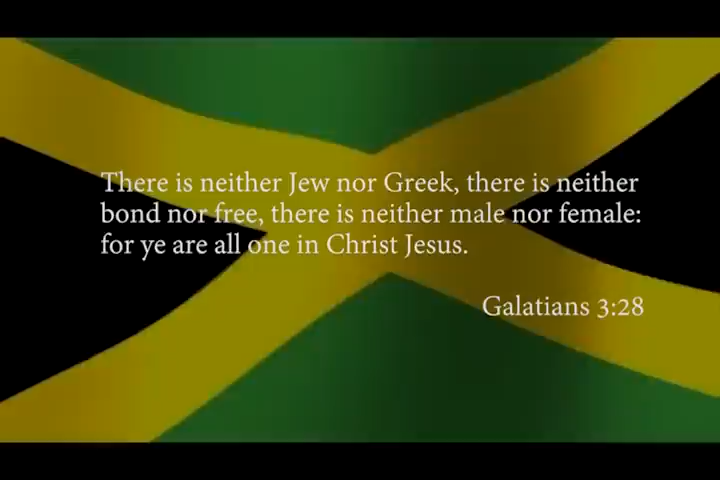 There is neither Jew nor Greek, there is neither
bond nor free, there is neither male nor female:
for ye are all one in Christ Jesus.
Galatians 3:28